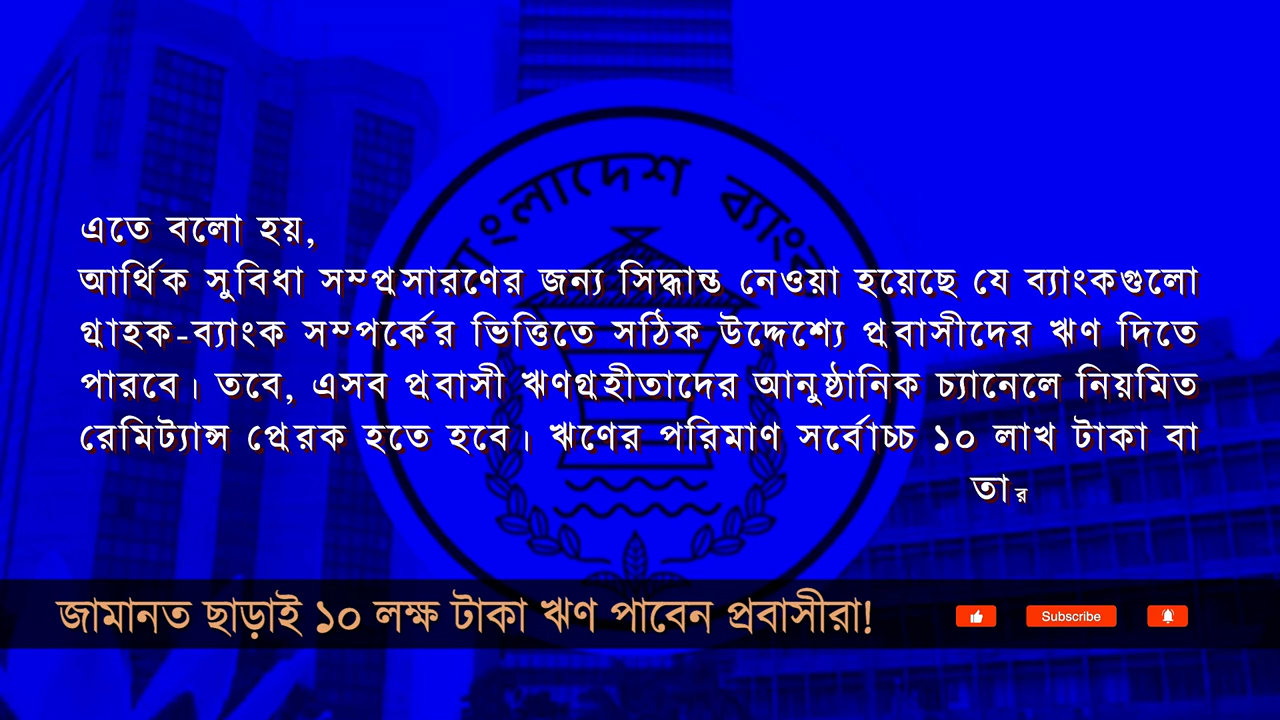 বাংলাদেশ ব্যাংক
এতে বলো হয়,
আর্থিক সুবিধা সম্প্রসারণের জন্য সিদ্ধান্ত নেওয়া হয়েছে যে ব্যাংকগুলো
গ্রাহক-ব্যাংক সম্পর্কের ভিত্তিতে সঠিক উদ্দেশ্যে প্রবাসীদের ঋণ দিতে
পারবে। তবে, এসব প্রবাসী ঋণগ্রহীতাদের আনুষ্ঠানিক চ্যানেলে নিয়মিত
রেমিট্যান্স প্রেরক হতে হবে। ঋণের পরিমাণ সর্বোচ্চ ১০ লাখ টাকা বা
তার
জামানত ছাড়াই ১০ লক্ষ টাকা ঋণ পাবেন প্রবাসীরা!
Subscribe